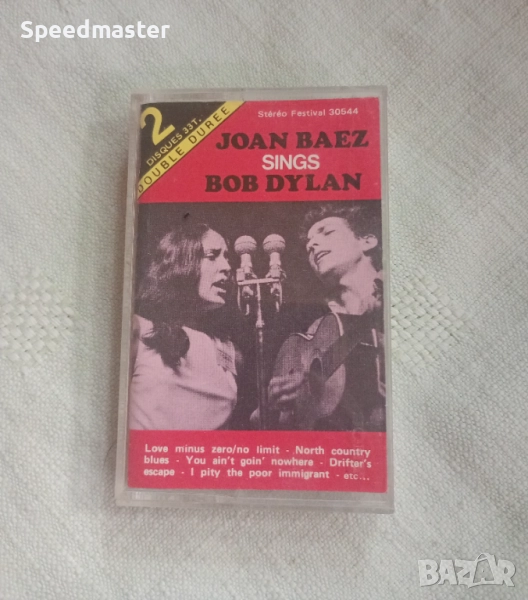 Speedmaster
2
DISQUES 33T.
DOUBLE DURÉE
Stéréo Festival 30544
JOAN BAEZ
SINGS
BOB DYLAN
Love minus zero/no limit - North country
blues - You ain't goin' nowhere - Drifter's
escape - I pity the poor immigrant - etc...
BAZAR